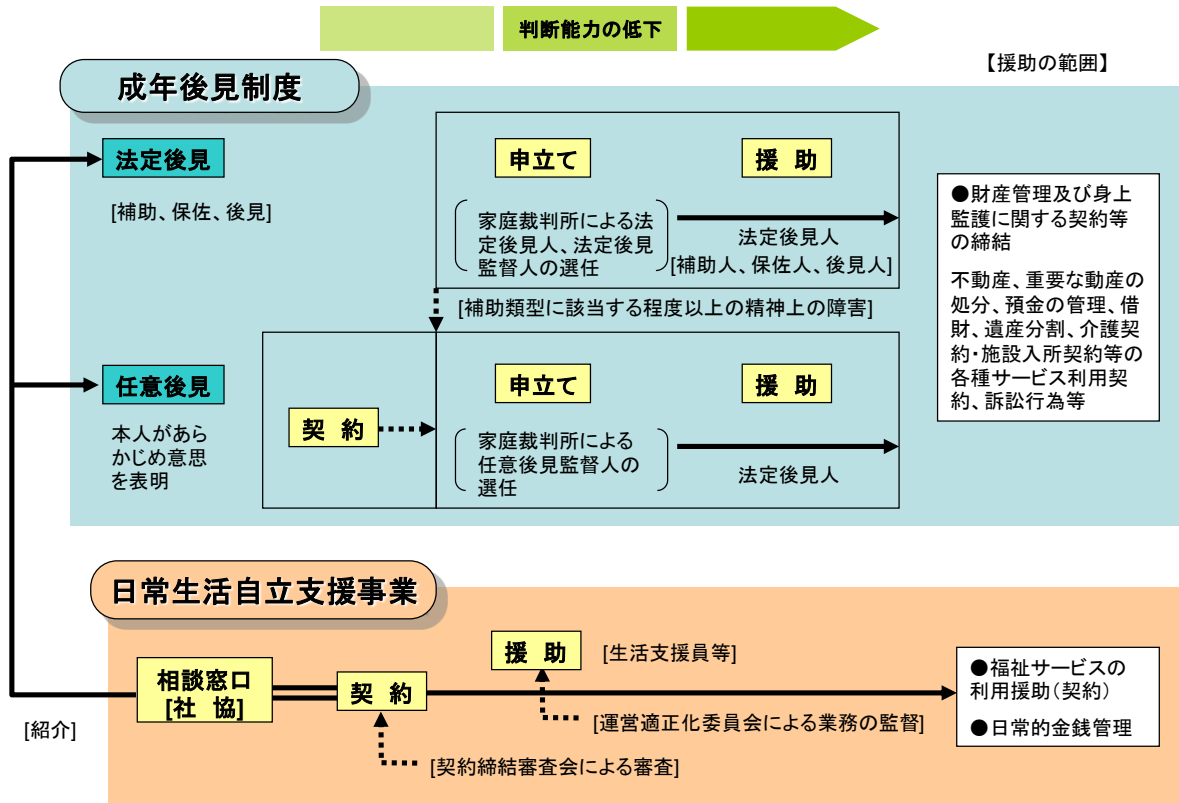 判断能力の低下
【援助の範囲】
成年後見制度
法定後見
[補助、保佐、後見]
申立て
援 助
家庭裁判所による法
定後見人、法定後見
監督人の選任
法定後見人
[補助人、保佐人、後見人]
[補助類型に該当する程度以上の精神上の障害]
任意後見
本人があら
かじめ意思
を表明
契 約
申立て
援 助
家庭裁判所による
任意後見監督人の
選任
法定後見人
●財産管理及び身上
監護に関する契約等
の締結
不動産、重要な動産の
処分、預金の管理、借
財、遺産分割、介護契
約・施設入所契約等の
各種サービス利用契
約、訴訟行為等
日常生活自立支援事業
相談窓口
[社 協]
契 約
援 助
[生活支援員等]
[運営適正化委員会による業務の監督]
[契約締結審査会による審査]
[紹介]
●福祉サービスの
利用援助（契約）
●日常的金銭管理